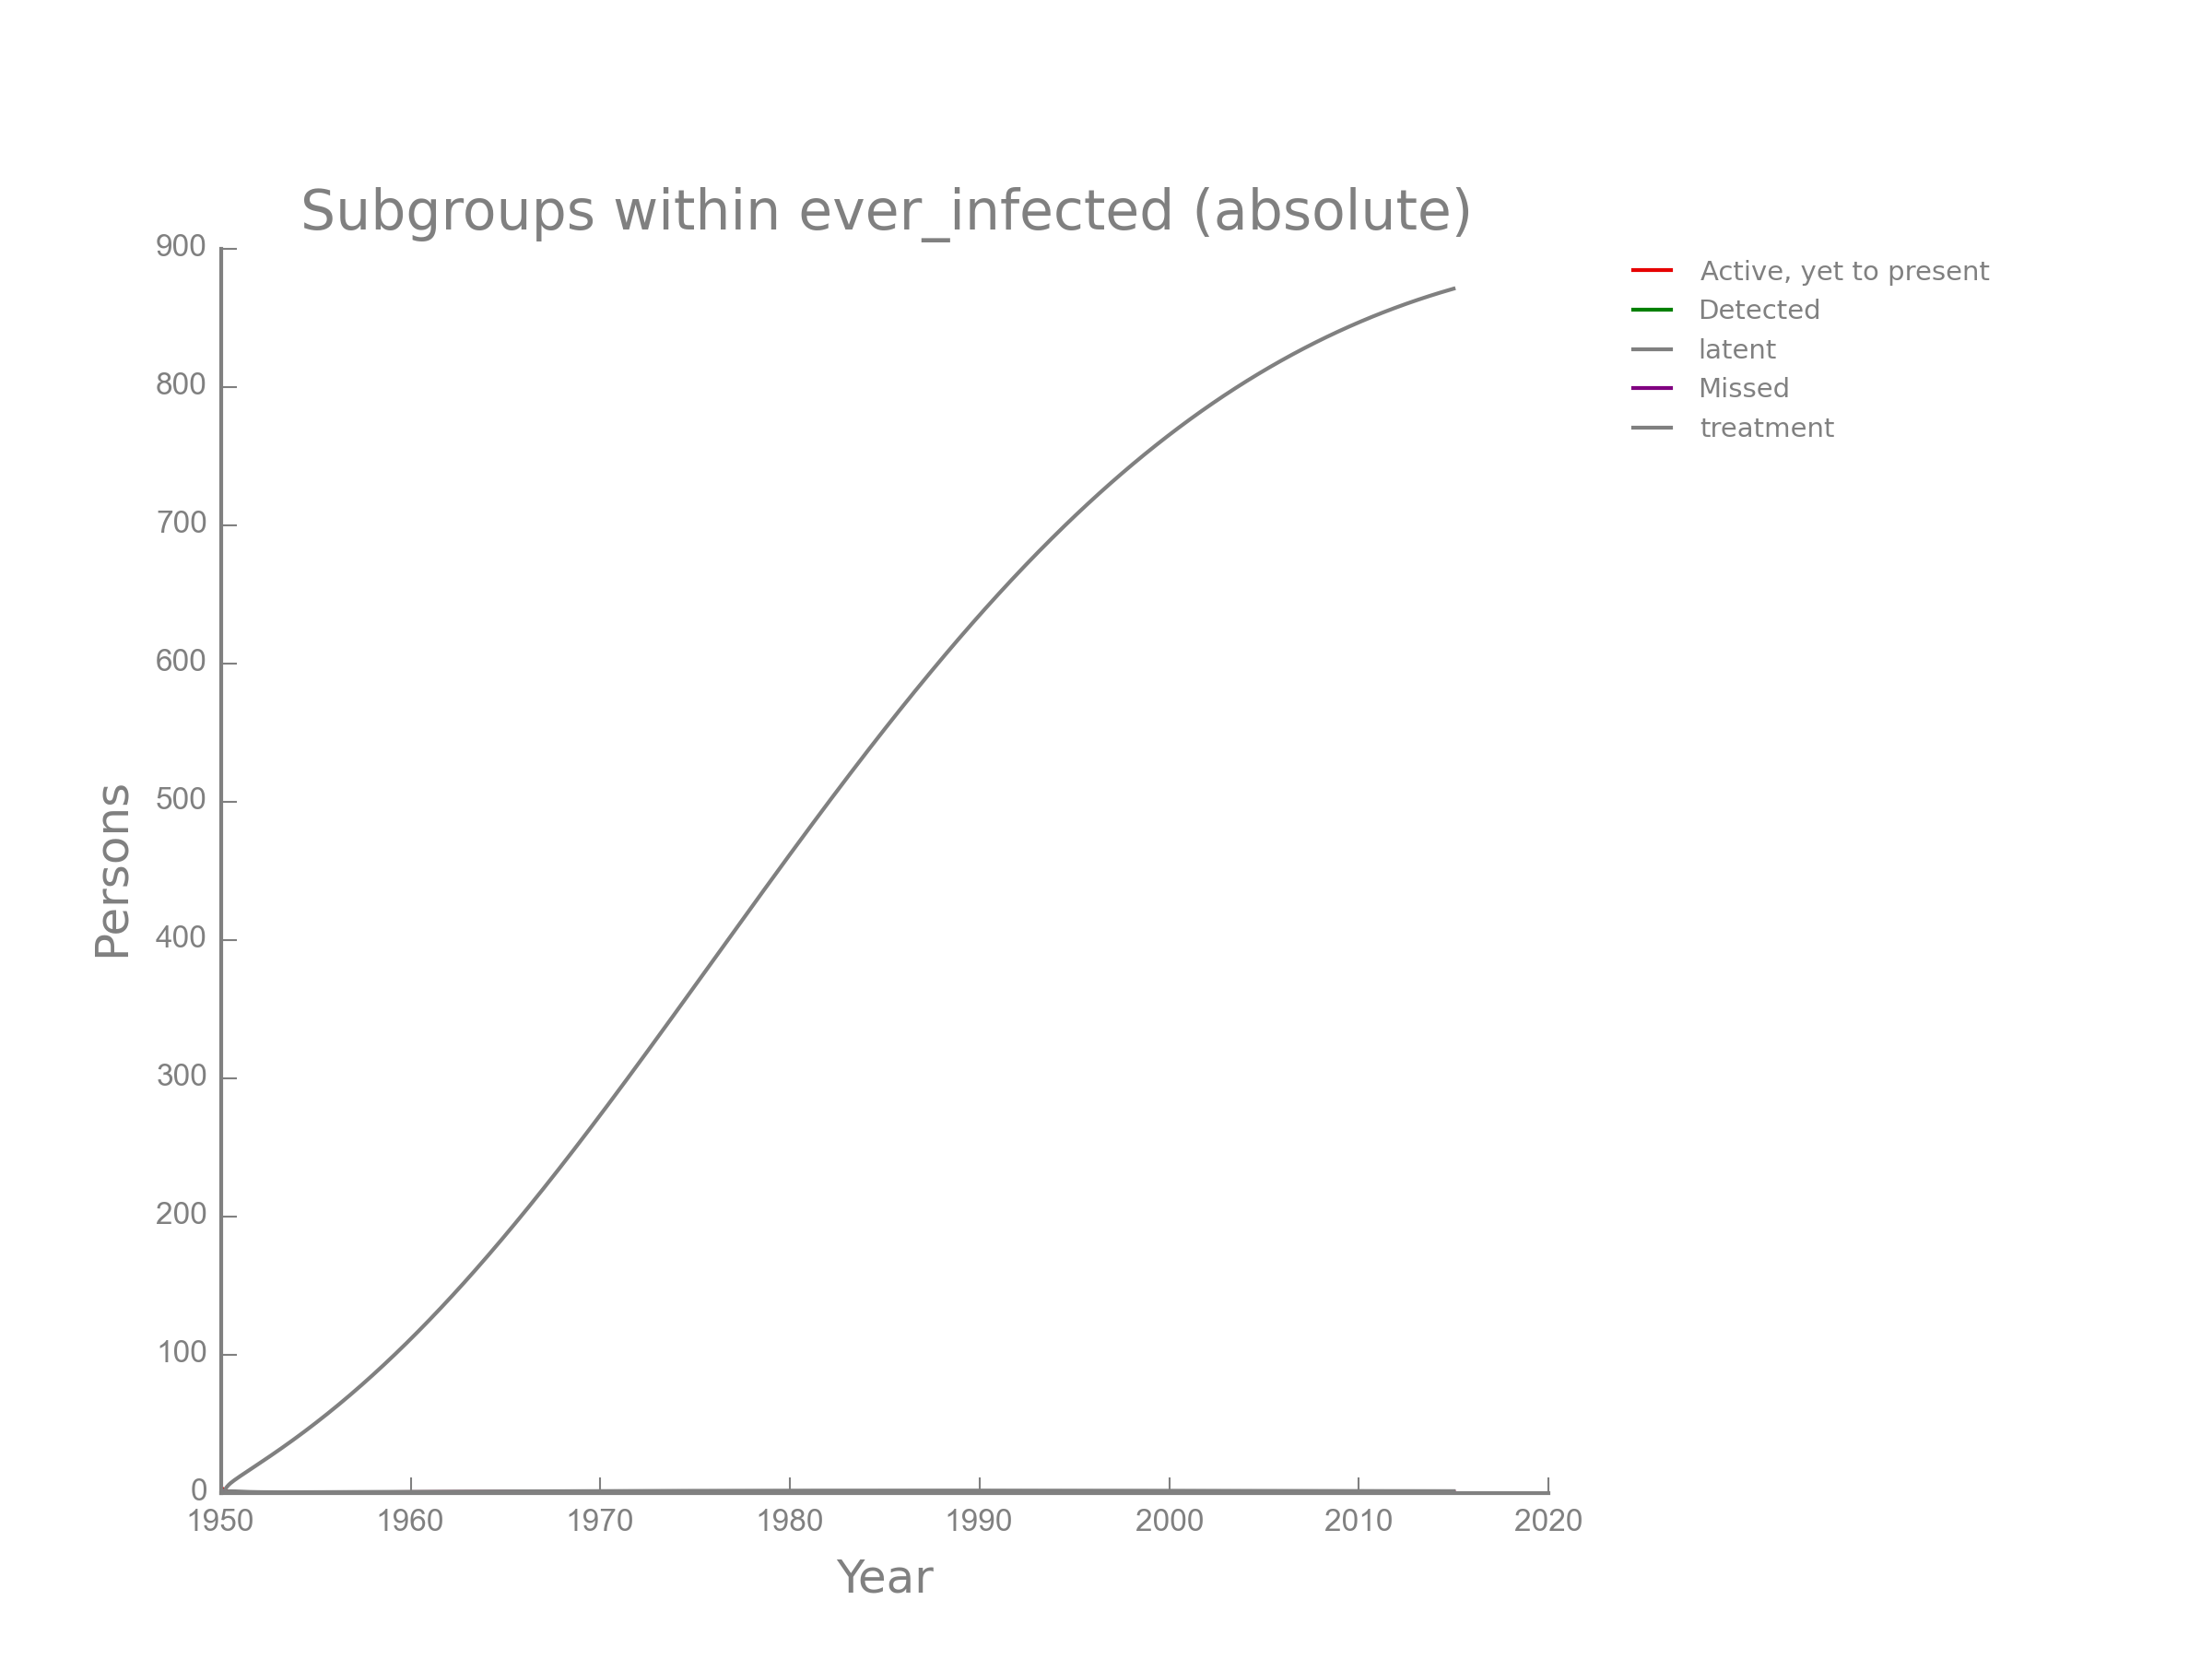 Subgroups within ever_infected (absolute)
900
800
700
600
500
400
300
200
100
0
Persons
1950 1960 1970 1980 1990 2000 2010 2020
Year
Active, yet to present
Detected
latent
Missed
treatment